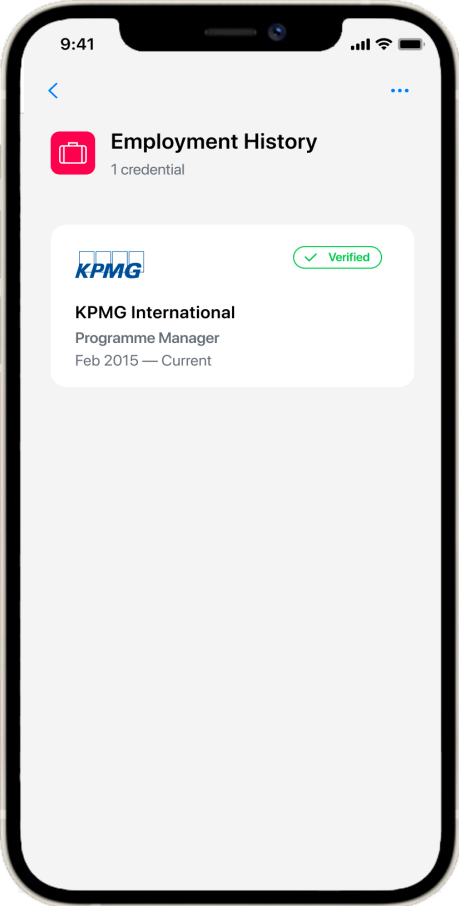 9:41
Employment History
1 credential
KPMG
Verified
KPMG International
Programme Manager
Feb 2015 — Current